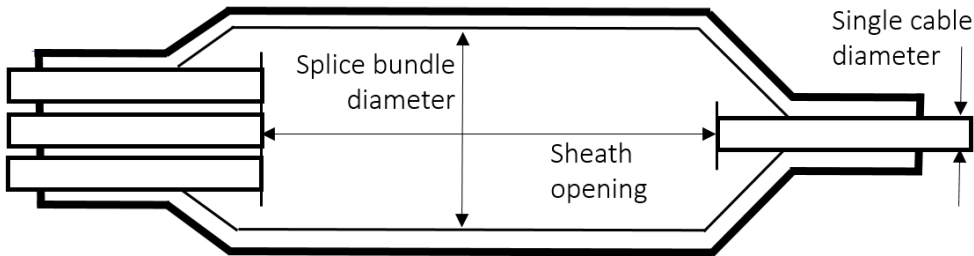 Single cable
diameter
Splice bundle
diameter
Sheath
opening